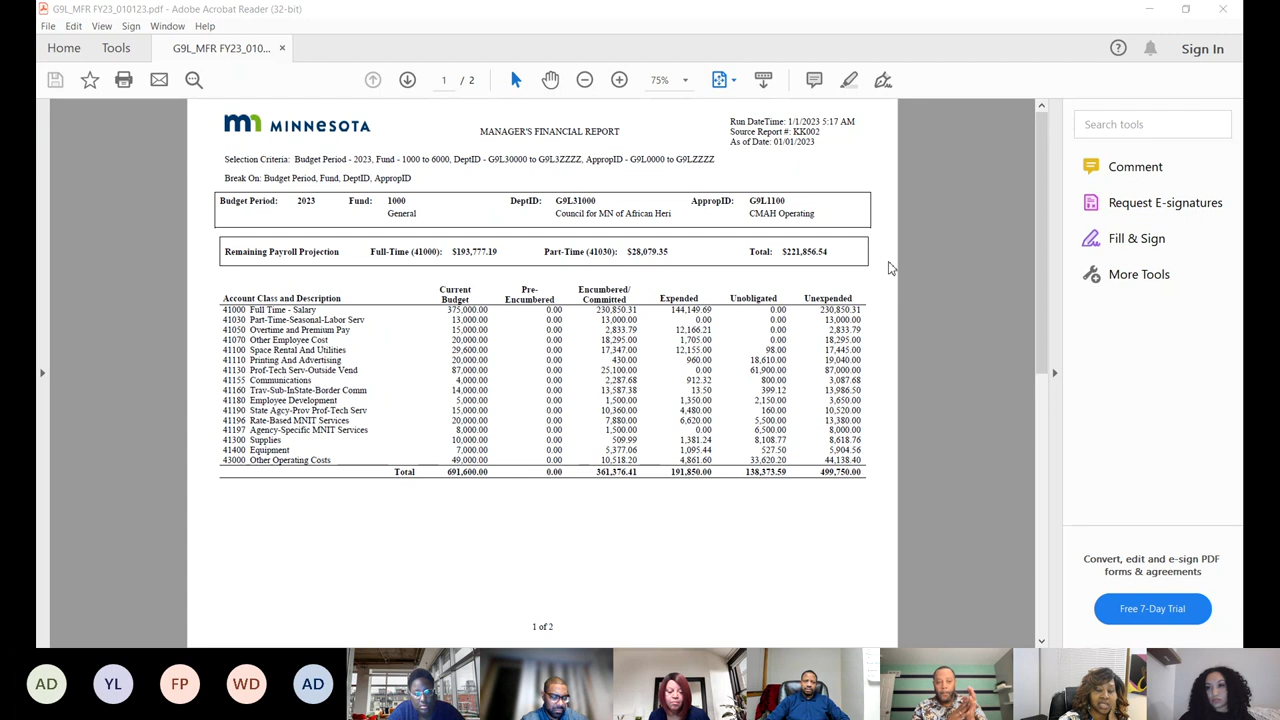 G9L_MFR FY23_010123.pdf - Adobe Acrobat Reader (32-bit)
File Edit View Sign Window Help
Home Tools G9L_MFR FY23_010... × Sign In
1 / 2 75%
mn MINNESOTA
MANAGER'S FINANCIAL REPORT
Run DateTime: 1/1/2023 5:17 AM
Source Report #: KK002
As of Date: 01/01/2023
Selection Criteria: Budget Period - 2023, Fund - 1000 to 6000, DeptID - G9L30000 to G9L3ZZZZ, AppropID - G9L0000 to G9LZZZZ
Break On: Budget Period, Fund, DeptID, AppropID
Budget Period: 2023 Fund: 1000 DeptID: G9L31000 AppropID: G9L1100
General Council for MN of African Heri CMAH Operating
Remaining Payroll Projection Full-Time (41000): $193,777.19 Part-Time (41030): $28,079.35 Total: $221,856.54
Account Class and Description Current Budget Pre-Encumbered Encumbered/Committed Expended Unobligated Unexpended
41000 Full Time - Salary 375,000.00 0.00 230,850.31 144,149.69 0.00 230,850.31
41030 Part-Time-Seasonal-Labor Serv 13,000.00 0.00 13,000.00 0.00 0.00 13,000.00
41050 Overtime and Premium Pay 15,000.00 0.00 2,833.79 12,166.21 0.00 2,833.79
41070 Other Employee Cost 20,000.00 0.00 18,295.00 1,705.00 0.00 18,295.00
41100 Space Rental And Utilities 29,600.00 0.00 17,347.00 12,155.00 98.00 17,445.00
41110 Printing And Advertising 20,000.00 0.00 430.00 960.00 18,610.00 19,040.00
41130 Prof-Tech Serv-Outside Vend 87,000.00 0.00 25,100.00 0.00 61,900.00 87,000.00
41155 Communications 4,000.00 0.00 2,287.68 912.32 800.00 3,087.68
41160 Trav-Sub-InState-Border Comm 14,000.00 0.00 13,587.38 13.50 399.12 13,986.50
41180 Employee Development 5,000.00 0.00 1,500.00 1,350.00 2,150.00 3,650.00
41190 State Agcy-Prov Prof-Tech Serv 15,000.00 0.00 10,360.00 4,480.00 160.00 10,520.00
41196 Rate-Based MNIT Services 20,000.00 0.00 7,880.00 6,620.00 5,500.00 13,380.00
41197 Agency-Specific MNIT Services 8,000.00 0.00 1,500.00 0.00 6,500.00 8,000.00
41300 Supplies 10,000.00 0.00 509.99 1,381.24 8,108.77 8,618.76
41400 Equipment 7,000.00 0.00 5,377.06 1,095.44 527.50 5,904.56
43000 Other Operating Costs 49,000.00 0.00 10,518.20 4,861.60 33,620.20 44,138.40
Total 691,600.00 0.00 361,376.41 191,850.00 138,373.59 499,750.00
1 of 2
Search tools
Comment
Request E-signatures
Fill & Sign
More Tools
Convert, edit and e-sign PDF
forms & agreements
Free 7-Day Trial
AD YL FP WD AD